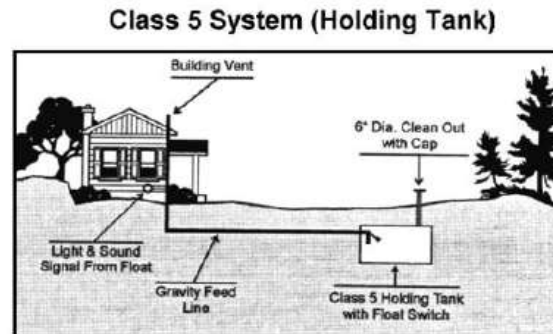 Class 5 System (Holding Tank)
Building Vent
6" Dia. Clean Out
with Cap
Light & Sound
Signal From Float
Gravity Feed
Line
Class 5 Holding Tank
with Float Switch